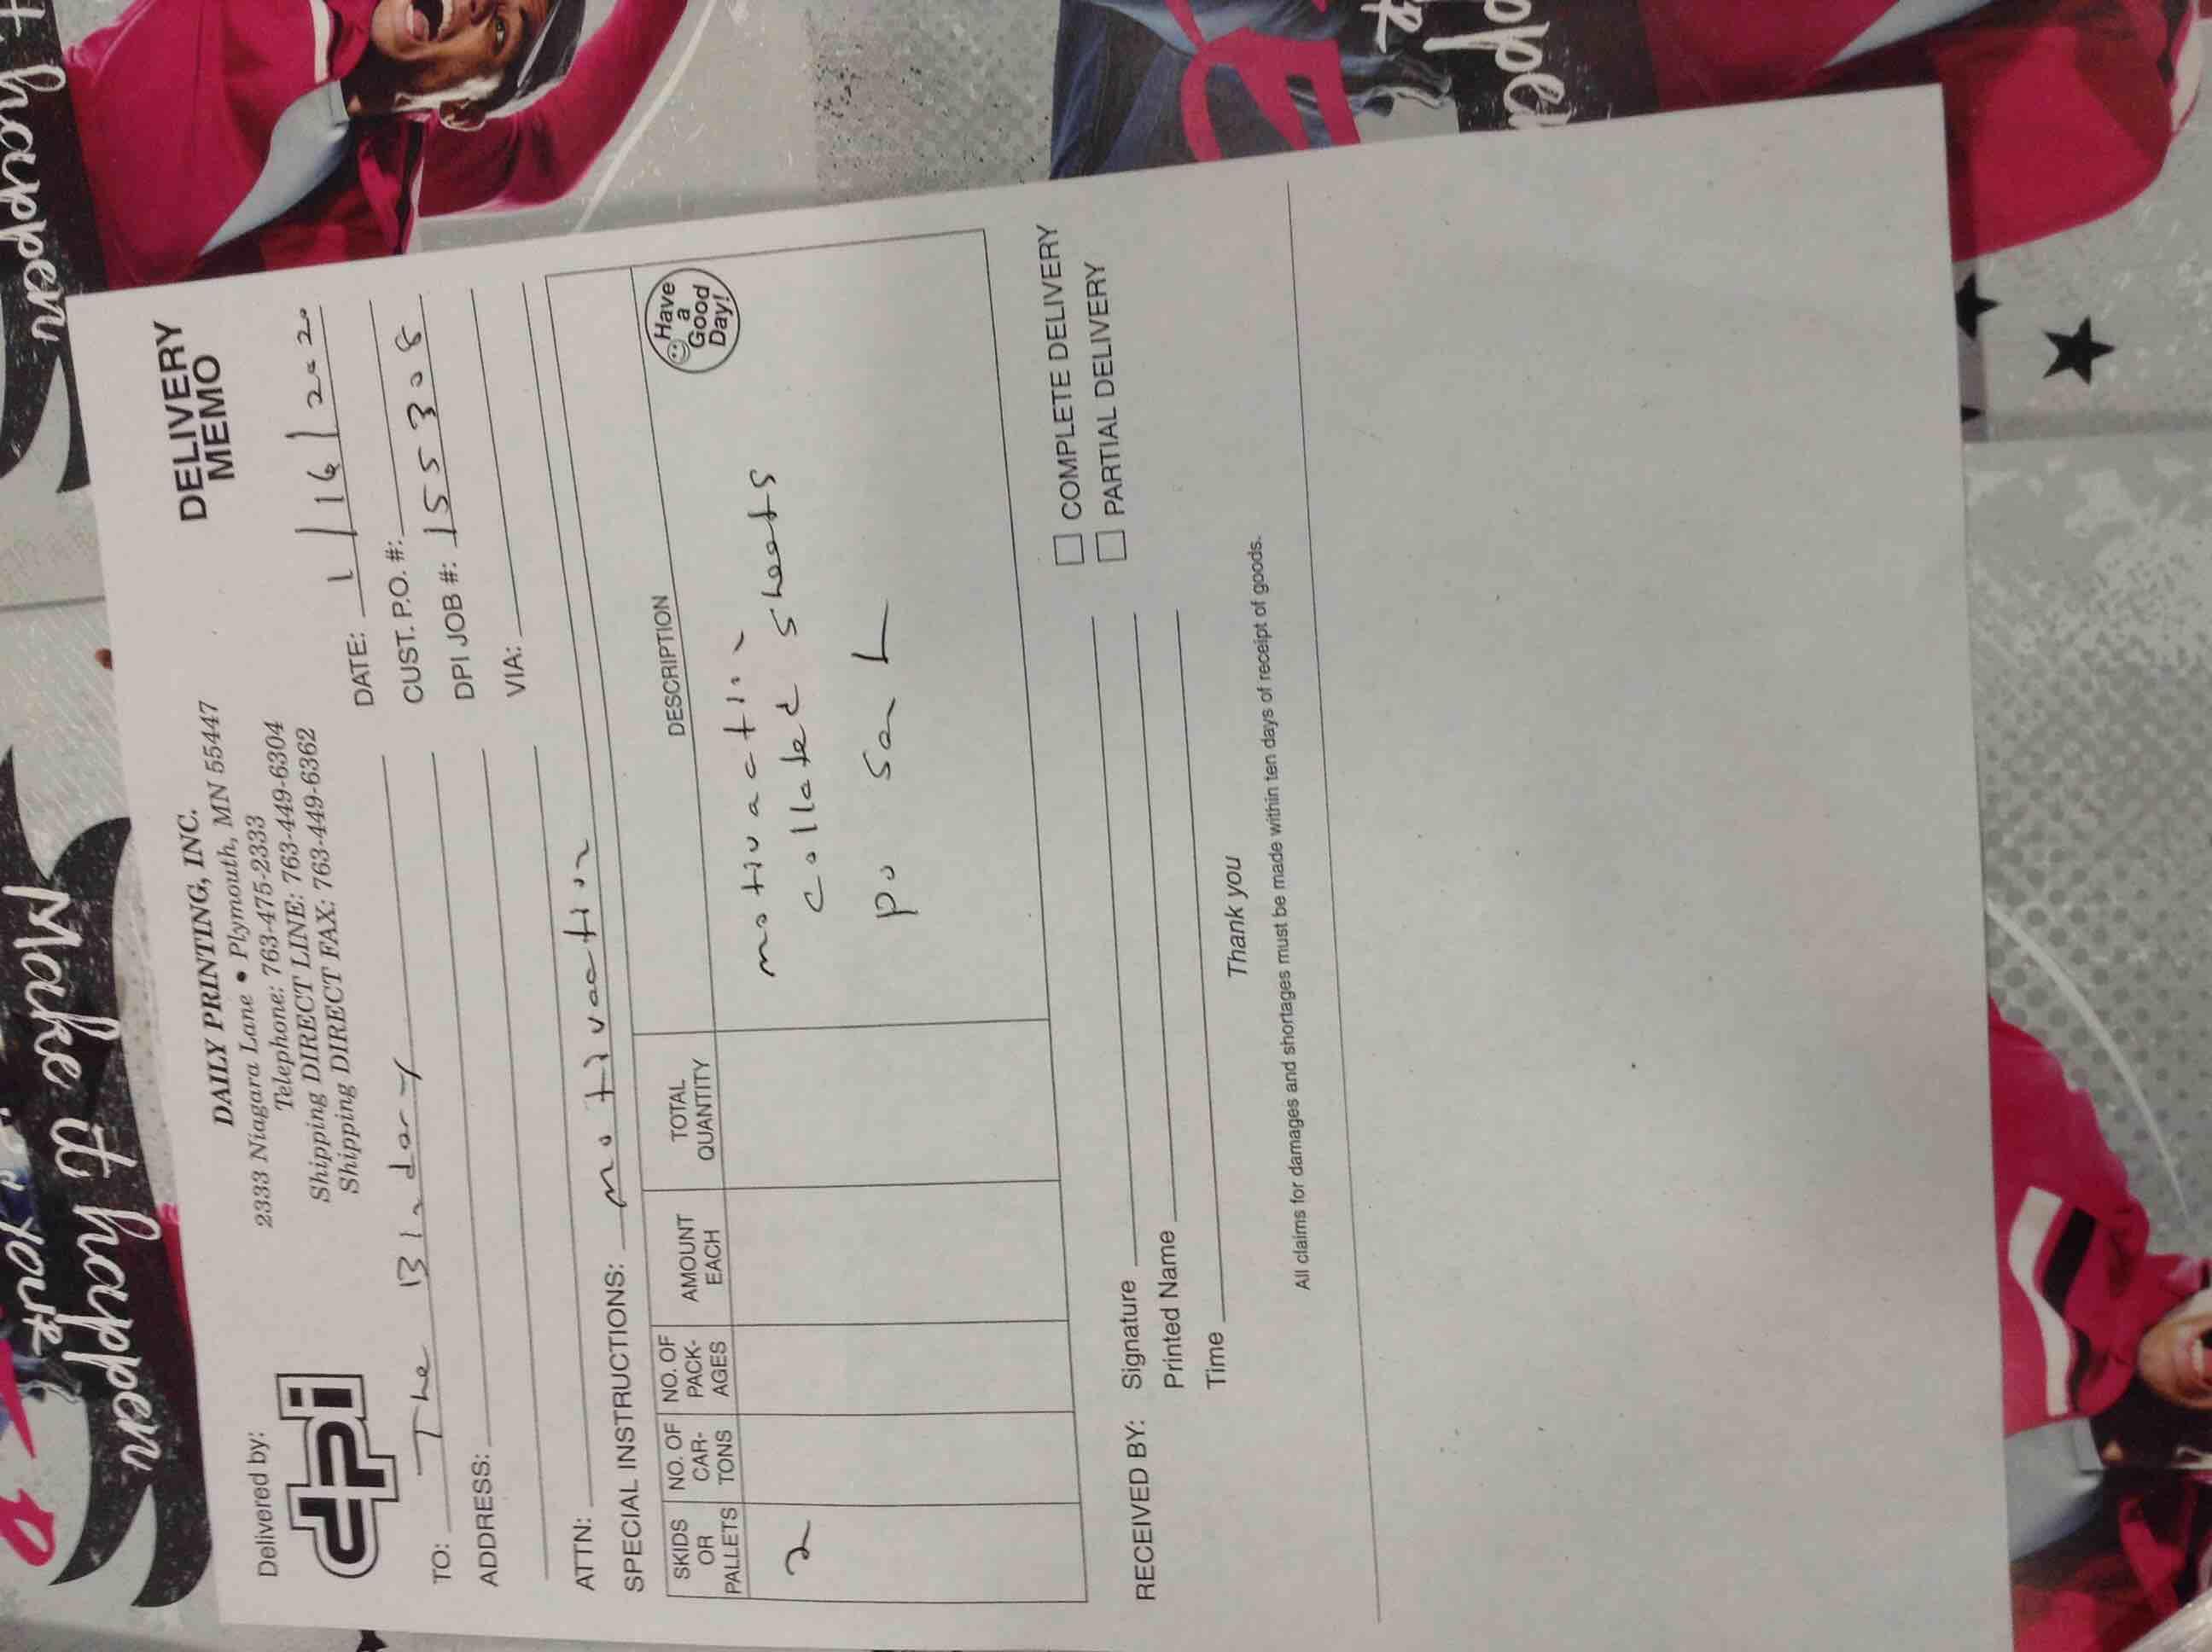 Make it happen
Delivered by:
dpi
DAILY PRINTING, INC.
2333 Niagara Lane • Plymouth, MN 55447
Telephone: 763-475-2333
Shipping DIRECT LINE: 763-449-6304
Shipping DIRECT FAX: 763-449-6362
DELIVERY
MEMO
DATE: 1/16/2020
TO: The Bindery
CUST. P.O. #:
ADDRESS:
DPI JOB #: 155308
VIA:
ATTN:
SPECIAL INSTRUCTIONS: motivaction
SKIDS OR PALLETS
NO. OF CAR-TONS
NO. OF PACK-AGES
AMOUNT EACH
TOTAL QUANTITY
DESCRIPTION
Have a Good Day!
2
motivaction
collated sheets
RECEIVED BY: Signature
Printed Name
Time
COMPLETE DELIVERY
PARTIAL DELIVERY
Thank you
All claims for damages and shortages must be made within ten days of receipt of goods.